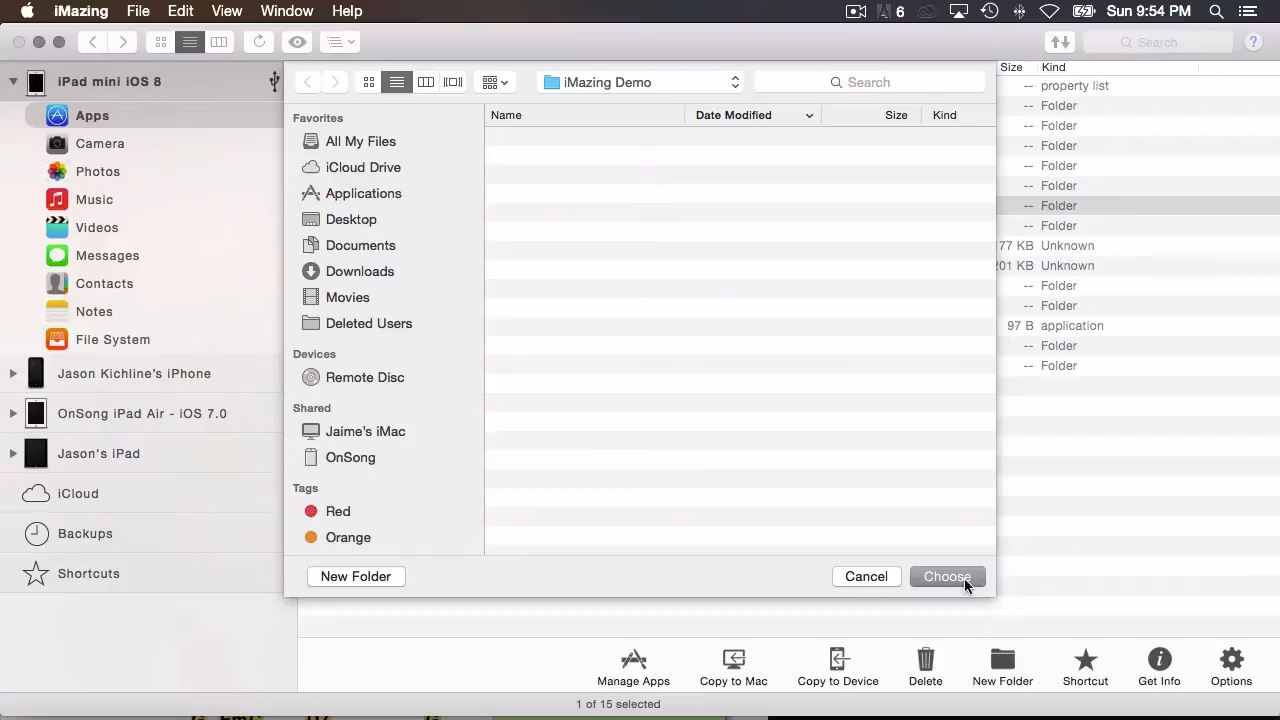 iMazing File Edit View Window Help 6 Sun 9:54 PM
Search ?
iPad mini iOS 8
Apps
Camera
Photos
Music
Videos
Messages
Contacts
Notes
File System
Jason Kichline's iPhone
OnSong iPad Air - iOS 7.0
Jason's iPad
iCloud
Backups
Shortcuts
iMazing Demo Search
Favorites
All My Files
iCloud Drive
Applications
Desktop
Documents
Downloads
Movies
Deleted Users
Devices
Remote Disc
Shared
Jaime's iMac
OnSong
Tags
Red
Orange
Name Date Modified Size Kind
New Folder Cancel Choose
Size Kind
-- property list
-- Folder
-- Folder
-- Folder
-- Folder
-- Folder
-- Folder
-- Folder
77 KB Unknown
201 KB Unknown
-- Folder
-- Folder
97 B application
-- Folder
-- Folder
Manage Apps Copy to Mac Copy to Device Delete New Folder Shortcut Get Info Options
1 of 15 selected